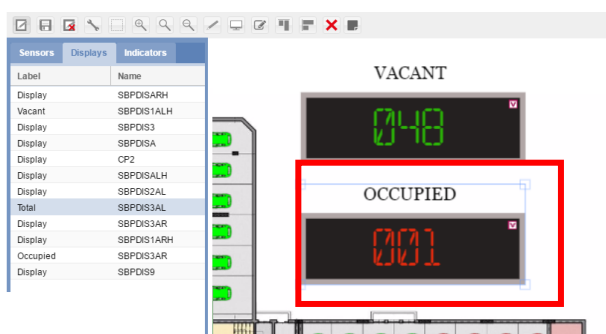 Sensors Displays Indicators
Label Name
Display SBPDISARH
Vacant SBPDIS1ALH
Display SBPDIS3
Display SBPDISA
Display CP2
Display SBPDISALH
Display SBPDIS2AL
Total SBPDIS3AL
Display SBPDIS3AR
Display SBPDIS1ARH
Occupied SBPDIS3AR
Display SBPDIS9
VACANT
048
OCCUPIED
001